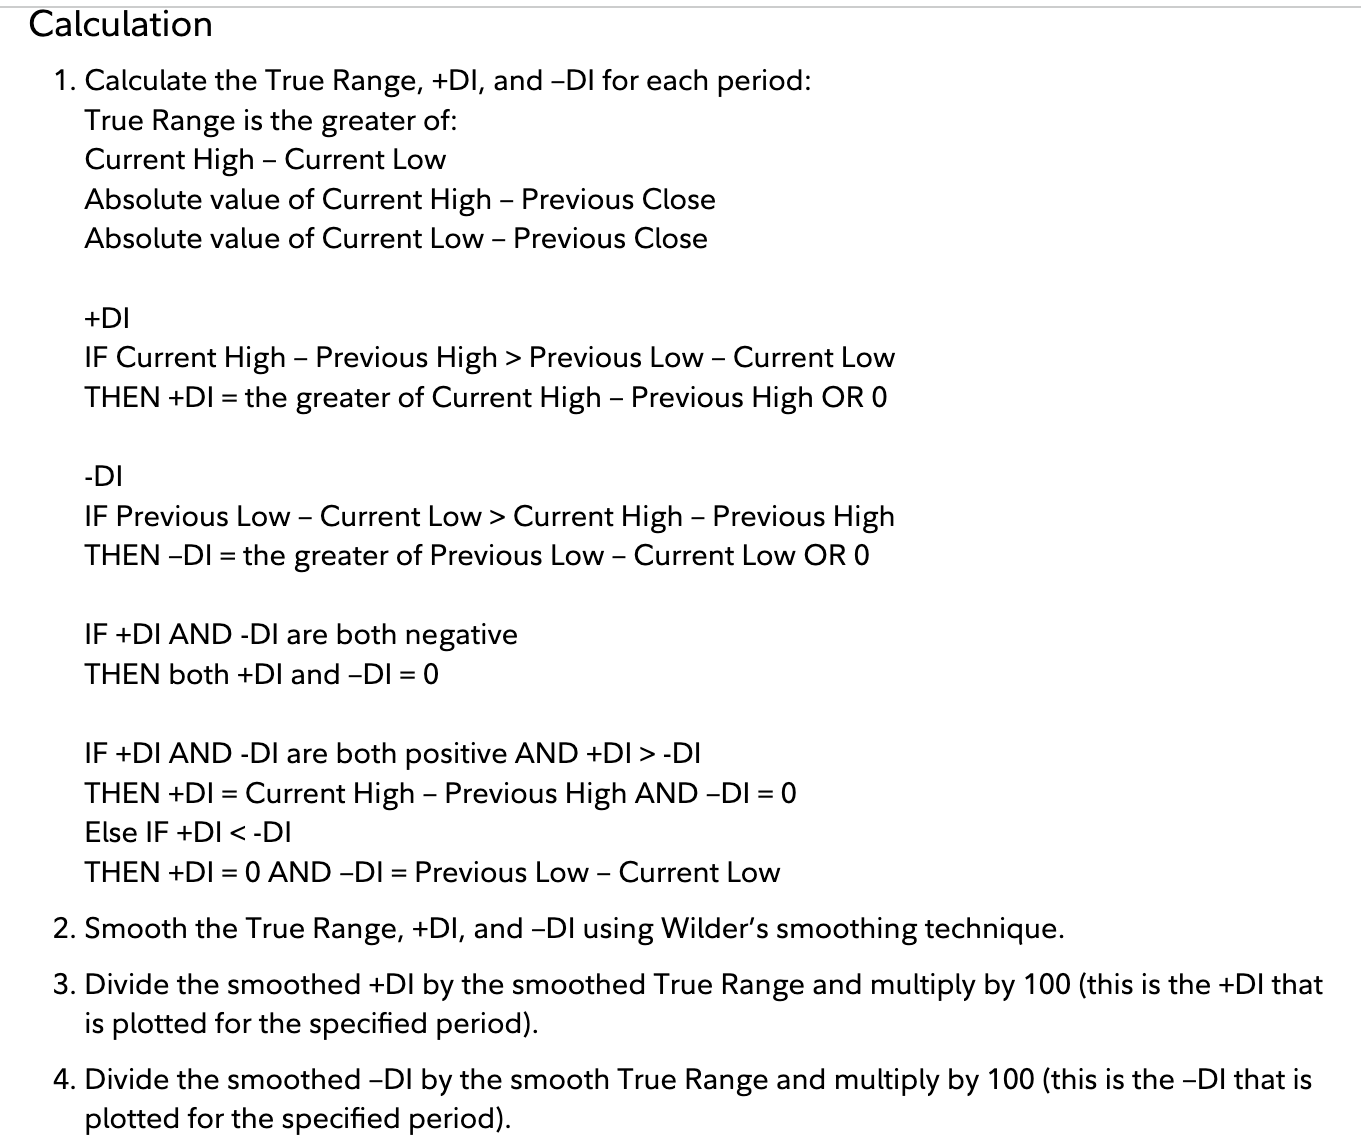 Calculation
1. Calculate the True Range, +DI, and –DI for each period:
True Range is the greater of:
Current High – Current Low
Absolute value of Current High – Previous Close
Absolute value of Current Low – Previous Close
+DI
IF Current High – Previous High > Previous Low – Current Low
THEN +DI = the greater of Current High – Previous High OR 0
-DI
IF Previous Low – Current Low > Current High – Previous High
THEN –DI = the greater of Previous Low – Current Low OR 0
IF +DI AND -DI are both negative
THEN both +DI and –DI = 0
IF +DI AND -DI are both positive AND +DI > -DI
THEN +DI = Current High – Previous High AND –DI = 0
Else IF +DI < -DI
THEN +DI = 0 AND –DI = Previous Low – Current Low
2. Smooth the True Range, +DI, and –DI using Wilder’s smoothing technique.
3. Divide the smoothed +DI by the smoothed True Range and multiply by 100 (this is the +DI that
is plotted for the specified period).
4. Divide the smoothed –DI by the smooth True Range and multiply by 100 (this is the –DI that is
plotted for the specified period).